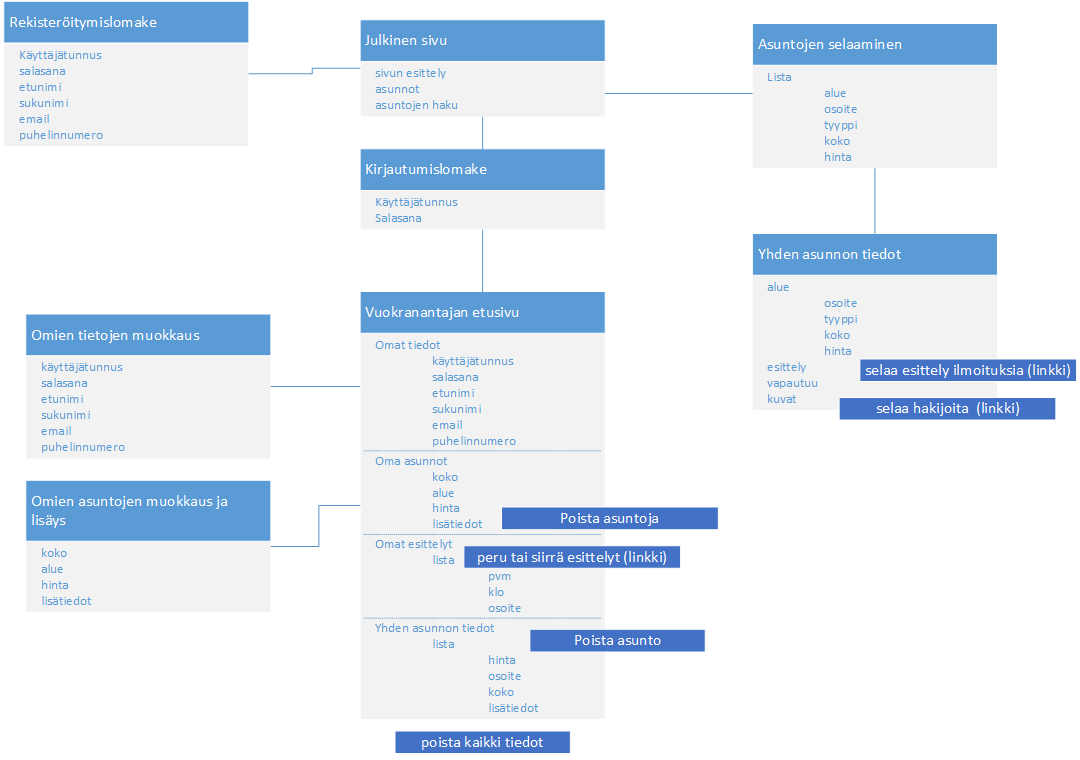 Rekisteröitymislomake
Käyttäjätunnus
salasana
etunimi
sukunimi
email
puhelinnumero
Julkinen sivu
sivun esittely
asunnot
asuntojen haku
Asuntojen selaaminen
Lista
alue
osoite
tyyppi
koko
hinta
Kirjautumislomake
Käyttäjätunnus
Salasana
Yhden asunnon tiedot
alue
osoite
tyyppi
koko
hinta
esittely
selaa esittely ilmoituksia (linkki)
vapautuu
kuvat
selaa hakijoita (linkki)
Omien tietojen muokkaus
käyttäjätunnus
salasana
etunimi
sukunimi
email
puhelinnumero
Omien asuntojen muokkaus ja
lisäys
koko
alue
hinta
lisätiedot
Vuokranantajan etusivu
Omat tiedot
käyttäjätunnus
salasana
etunimi
sukunimi
email
puhelinnumero
Oma asunnot
koko
alue
hinta
lisätiedot
Poista asuntoja
Omat esittelyt
lista
peru tai siirrä esittelyt (linkki)
pvm
klo
osoite
Yhden asunnon tiedot
lista
Poista asunto
hinta
osoite
koko
lisätiedot
poista kaikki tiedot